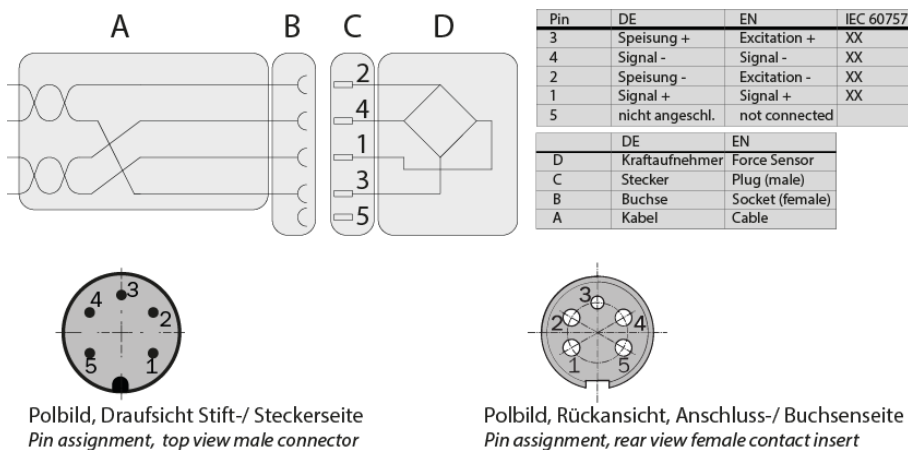 A B C D
2
4
1
3
5
Pin DE EN IEC 60757
3 Speisung + Excitation + XX
4 Signal - Signal - XX
2 Speisung - Excitation - XX
1 Signal + Signal + XX
5 nicht angeschl. not connected
DE EN
D Kraftaufnehmer Force Sensor
C Stecker Plug (male)
B Buchse Socket (female)
A Kabel Cable
3
4 2
5 1
Polbild, Draufsicht Stift-/ Steckerseite
Pin assignment, top view male connector
3
2 4
1 5
Polbild, Rückansicht, Anschluss-/ Buchsenseite
Pin assignment, rear view female contact insert